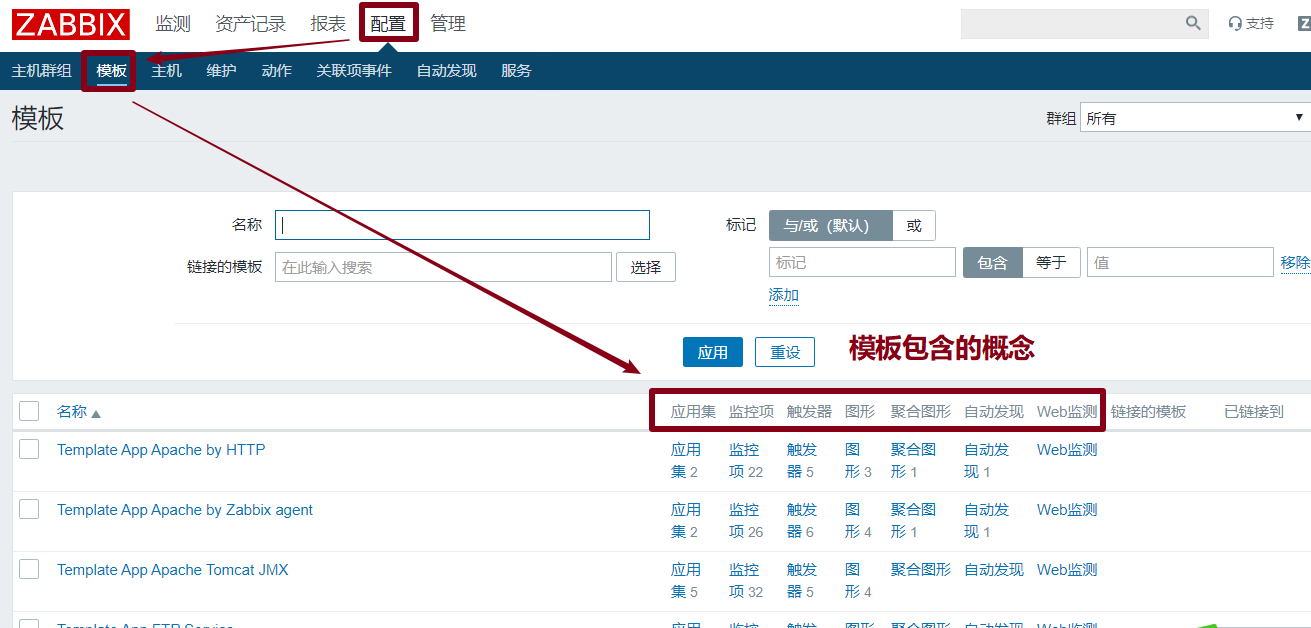 ZABBIX 监测 资产记录 报表 配置 管理 支持 Z
主机群组 模板 主机 维护 动作 关联项事件 自动发现 服务
模板 群组 所有
名称 标记 与/或（默认） 或
链接的模板 在此输入搜索 选择 标记 包含 等于 值 移除
添加
应用 重设 模板包含的概念
名称 应用集 监控项 触发器 图形 聚合图形 自动发现 Web监测 链接的模板 已链接到
Template App Apache by HTTP 应用 监控 触发 图 聚合图 自动发 Web监测
集 2 项 22 器 5 形 3 形 1 现 1
Template App Apache by Zabbix agent 应用 监控 触发 图 聚合图 自动发 Web监测
集 2 项 26 器 6 形 4 形 1 现 1
Template App Apache Tomcat JMX 应用 监控 触发 图 聚合图形 自动发现 Web监测
集 5 项 32 器 5 形 4
Template App FTP Service 应用 监控 触发 图形 聚合图形 自动发现 Web监测